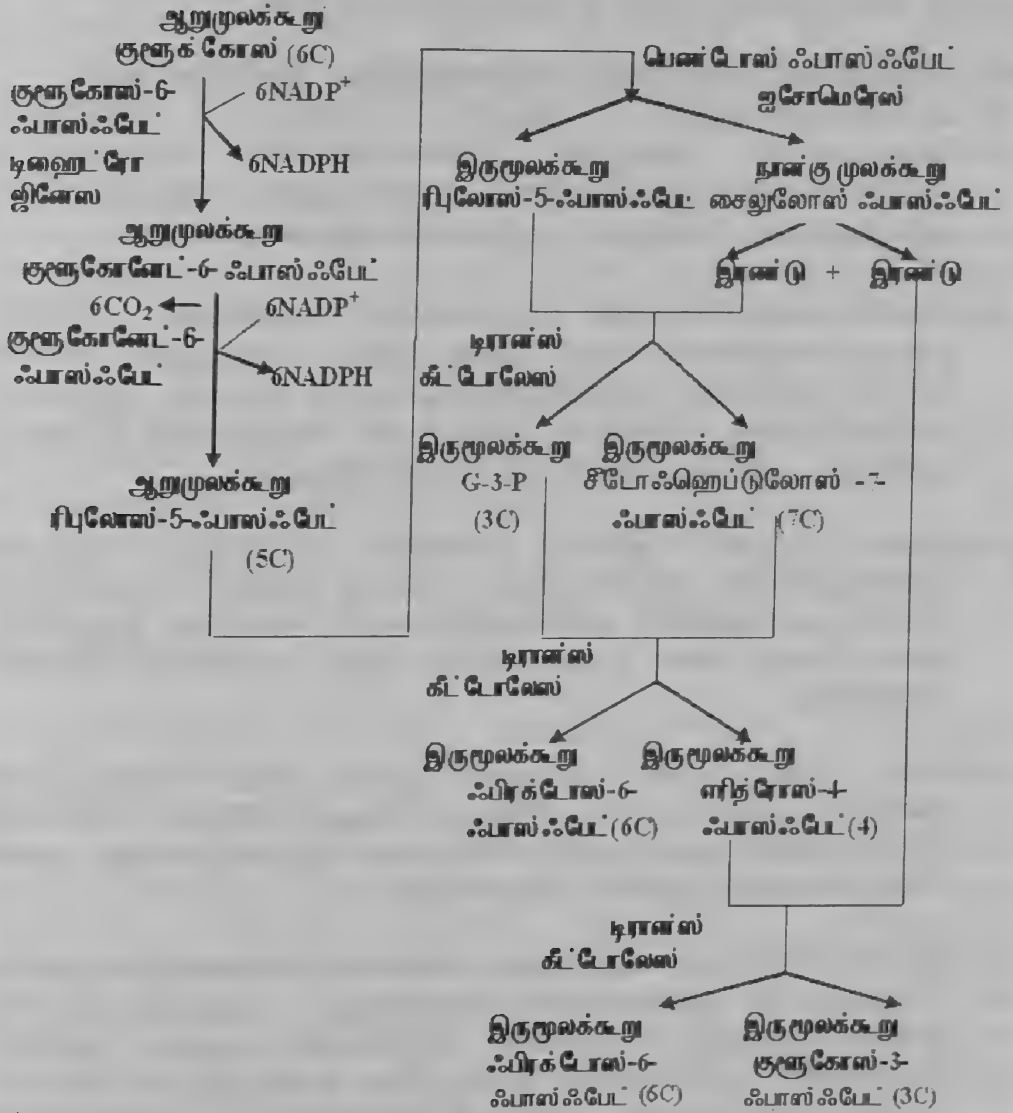 ஆறுமுலக்கூறு
குளூக்கோஸ் (6C)
குளூகோஸ்-6-
ஃபாஸ்ஃபேட்
டிஹைட்ரோ
ஜினேஸ
6NADP⁺
6NADPH
ஆறுமுலக்கூறு
குளூகோனேட்-6-ஃபாஸ்ஃபேட்
6CO₂
6NADP⁺
குளூகோனேட்-6-
ஃபாஸ்ஃபேட்
6NADPH
ஆறுமுலக்கூறு
ரிபுலோஸ்-5-ஃபாஸ்ஃபேட்
(5C)
பெண்டோஸ் ஃபாஸ்ஃபேட்
ஐசோமெரேஸ்
இருமூலக்கூறு
ரிபுலோஸ்-5-ஃபாஸ்ஃபேட்
நான்கு முலக்கூறு
சைலுலோஸ் ஃபாஸ்ஃபேட்
இரண்டு + இரண்டு
டிரான்ஸ்
கீட்டோலேஸ்
இருமூலக்கூறு
G-3-P
(3C)
இருமூலக்கூறு
சீடோஃஹெப்டுலோஸ் -7-
ஃபாஸ்ஃபேட் (7C)
டிரான்ஸ்
கீட்டோலேஸ்
இருமூலக்கூறு
ஃபிரக்டோஸ்-6-
ஃபாஸ்ஃபேட்(6C)
இருமூலக்கூறு
எரித்ரோஸ்-4-
ஃபாஸ்ஃபேட்(4)
டிரான்ஸ்
கீட்டோலேஸ்
இருமூலக்கூறு
ஃபிரக்டோஸ்-6-
ஃபாஸ்ஃபேட் (6C)
இருமூலக்கூறு
குளூகோஸ்-3-
ஃபாஸ்ஃபேட் (3C)